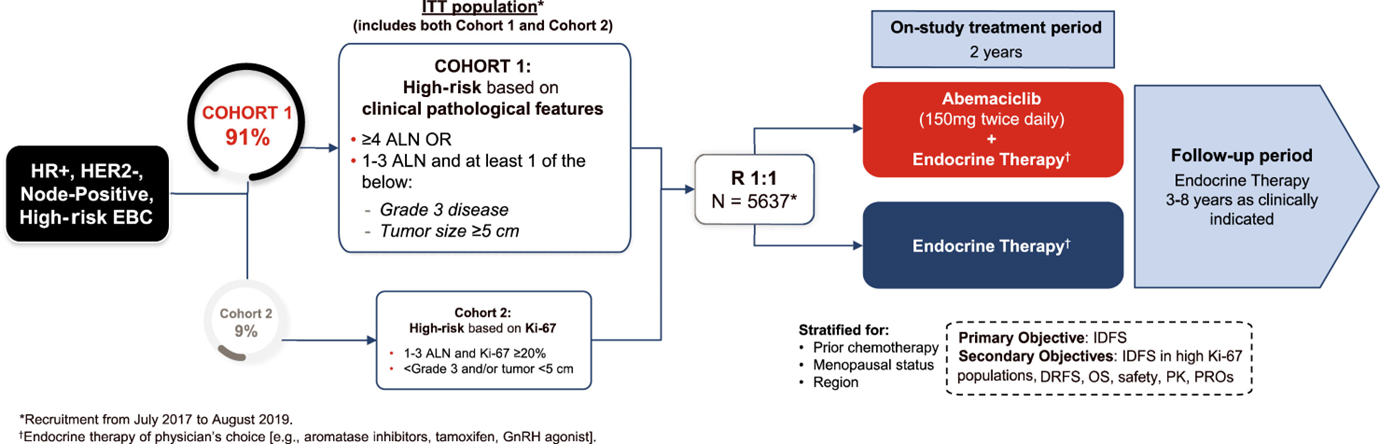 ITT population*
(includes both Cohort 1 and Cohort 2)
HR+, HER2-,
Node-Positive,
High-risk EBC
COHORT 1
91%
Cohort 2
9%
COHORT 1:
High-risk based on
clinical pathological features
• ≥4 ALN OR
• 1-3 ALN and at least 1 of the
below:
- Grade 3 disease
- Tumor size ≥5 cm
Cohort 2:
High-risk based on Ki-67
• 1-3 ALN and Ki-67 ≥20%
• <Grade 3 and/or tumor <5 cm
R 1:1
N = 5637*
On-study treatment period
2 years
Abemaciclib
(150mg twice daily)
+
Endocrine Therapy†
Endocrine Therapy†
Follow-up period
Endocrine Therapy
3-8 years as clinically
indicated
Stratified for:
• Prior chemotherapy
• Menopausal status
• Region
Primary Objective: IDFS
Secondary Objectives: IDFS in high Ki-67
populations, DRFS, OS, safety, PK, PROs
*Recruitment from July 2017 to August 2019.
†Endocrine therapy of physician's choice [e.g., aromatase inhibitors, tamoxifen, GnRH agonist].